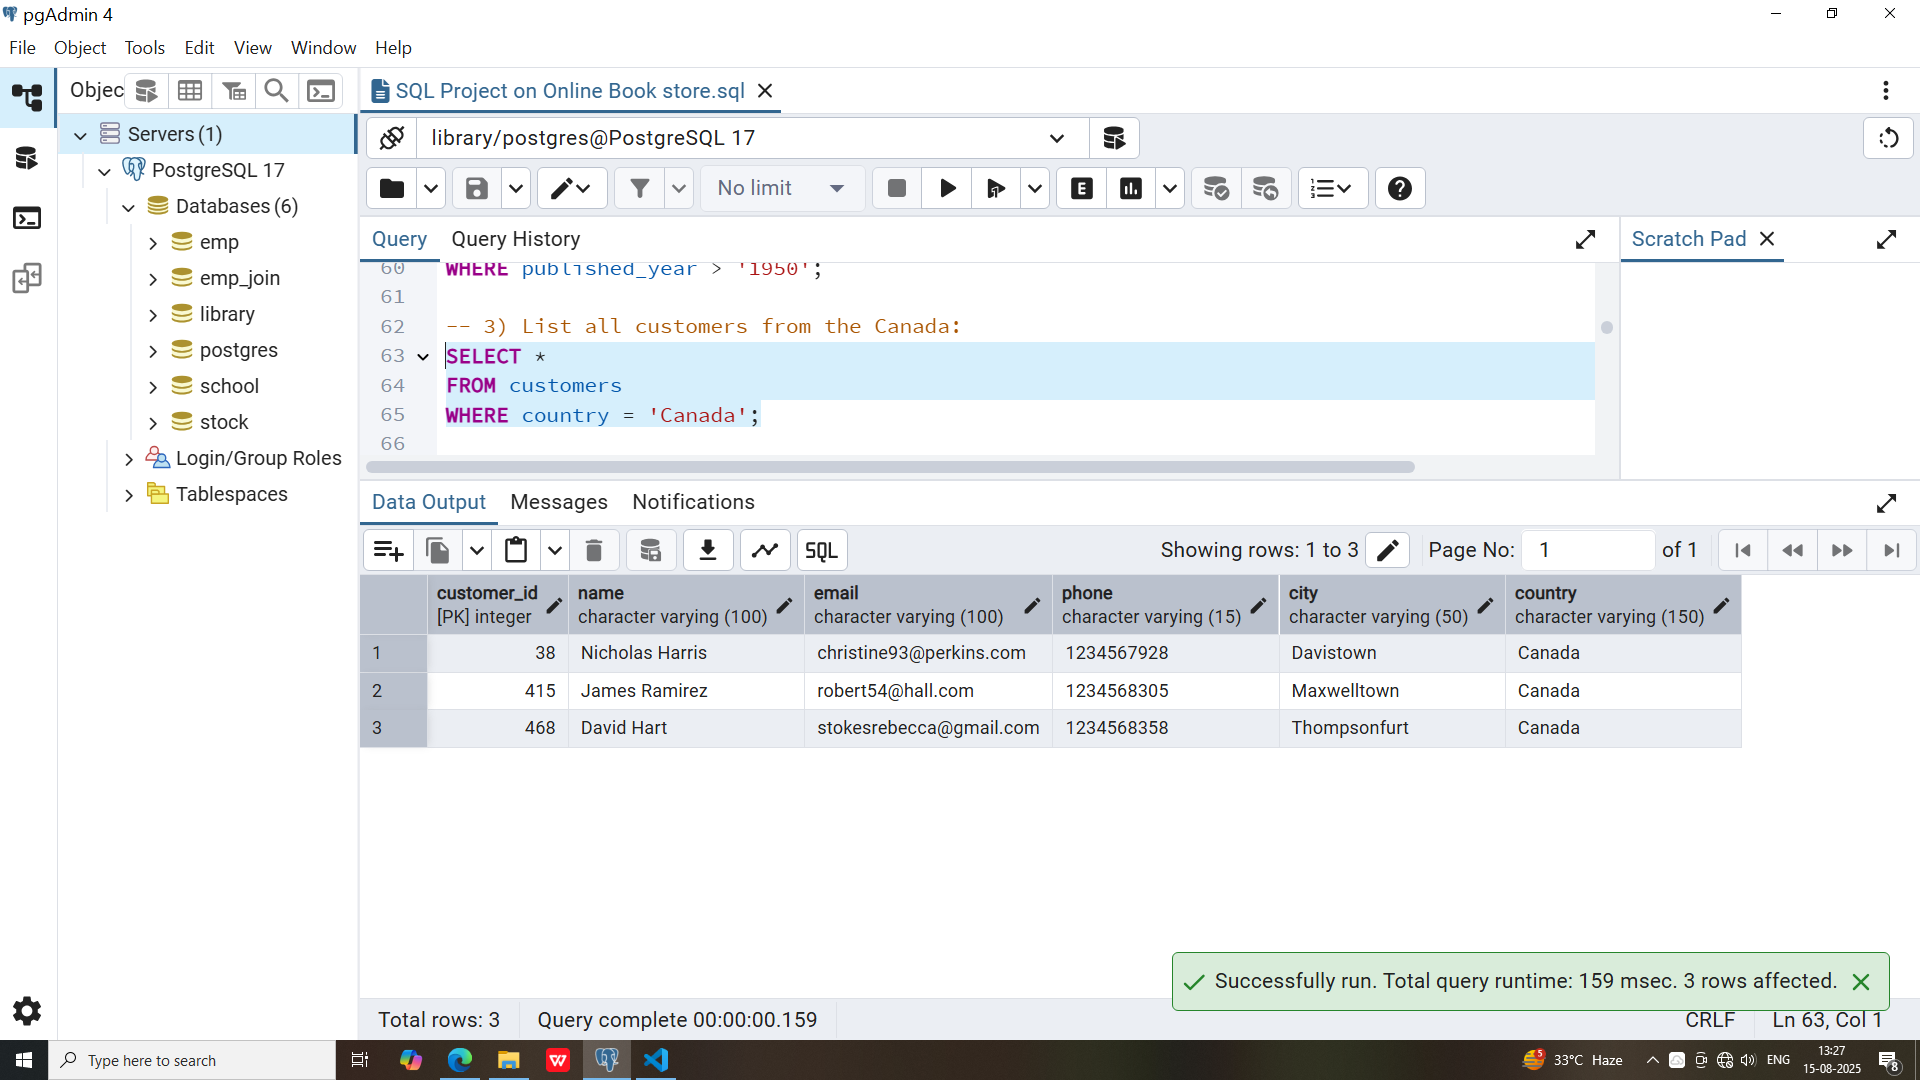 pgAdmin 4
File Object Tools Edit View Window Help
Objec
SQL Project on Online Book store.sql
Servers (1)
PostgreSQL 17
Databases (6)
emp
emp_join
library
postgres
school
stock
Login/Group Roles
Tablespaces
library/postgres@PostgreSQL 17
No limit
E
Query Query History
Scratch Pad
60 WHERE published_year > '1950';
61
62 -- 3) List all customers from the Canada:
63 SELECT *
64 FROM customers
65 WHERE country = 'Canada';
66
Data Output Messages Notifications
SQL
Showing rows: 1 to 3 Page No: 1 of 1
customer_id name email phone city country
[PK] integer character varying (100) character varying (100) character varying (15) character varying (50) character varying (150)
1 38 Nicholas Harris christine93@perkins.com 1234567928 Davistown Canada
2 415 James Ramirez robert54@hall.com 1234568305 Maxwelltown Canada
3 468 David Hart stokesrebecca@gmail.com 1234568358 Thompsonfurt Canada
Successfully run. Total query runtime: 159 msec. 3 rows affected.
Total rows: 3 Query complete 00:00:00.159 CRLF Ln 63, Col 1
Type here to search
W
5
33°C Haze
ENG
13:27
15-08-2025
8